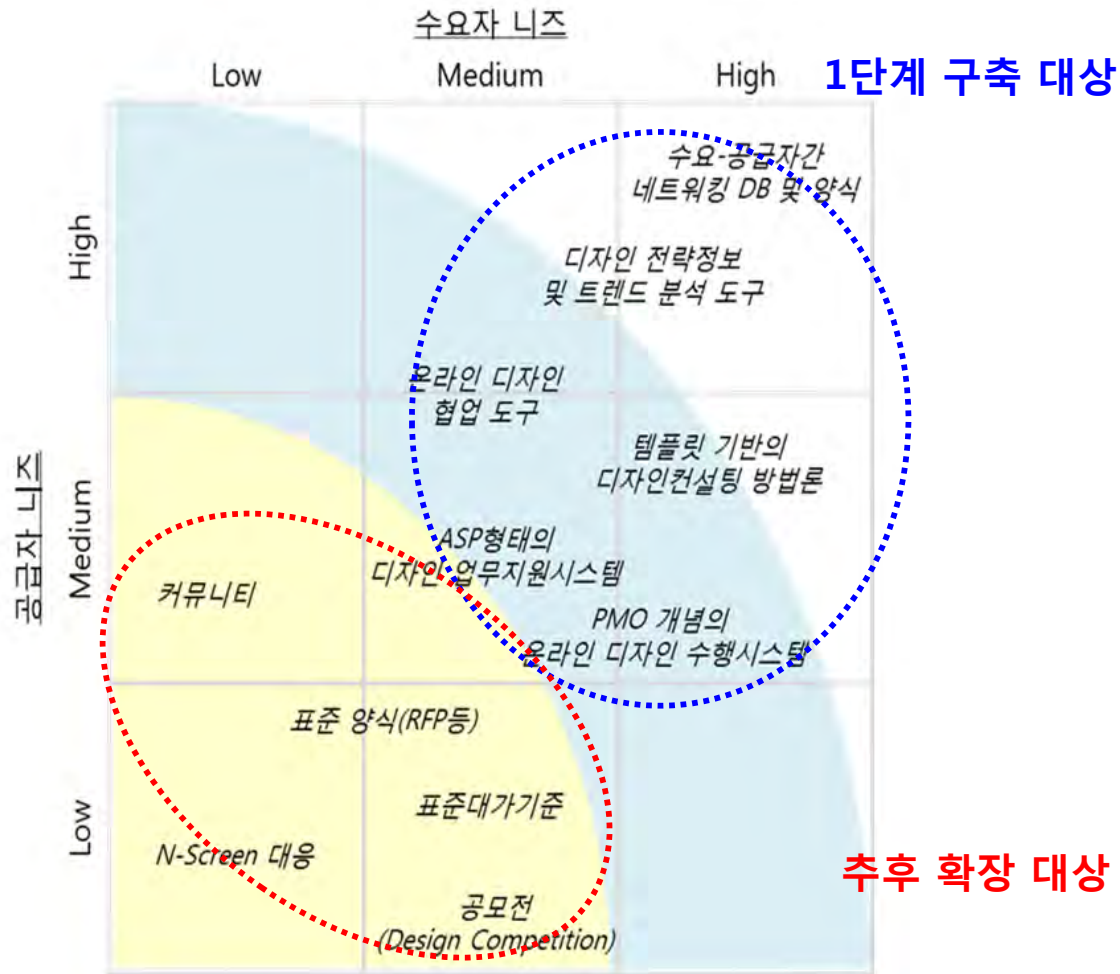 수요자 니즈
Low
Medium
High
1단계 구축 대상
공급자 니즈
High
Medium
Low
수요-공급자간
네트워킹 DB 및 양식
디자인 전략정보
및 트렌드 분석 도구
온라인 디자인
협업 도구
템플릿 기반의
디자인컨설팅 방법론
ASP형태의
디자인 업무지원시스템
커뮤니티
PMO 개념의
온라인 디자인 수행시스템
표준 양식(RFP등)
표준대가기준
N-Screen 대응
추후 확장 대상
공모전
(Design Competition)